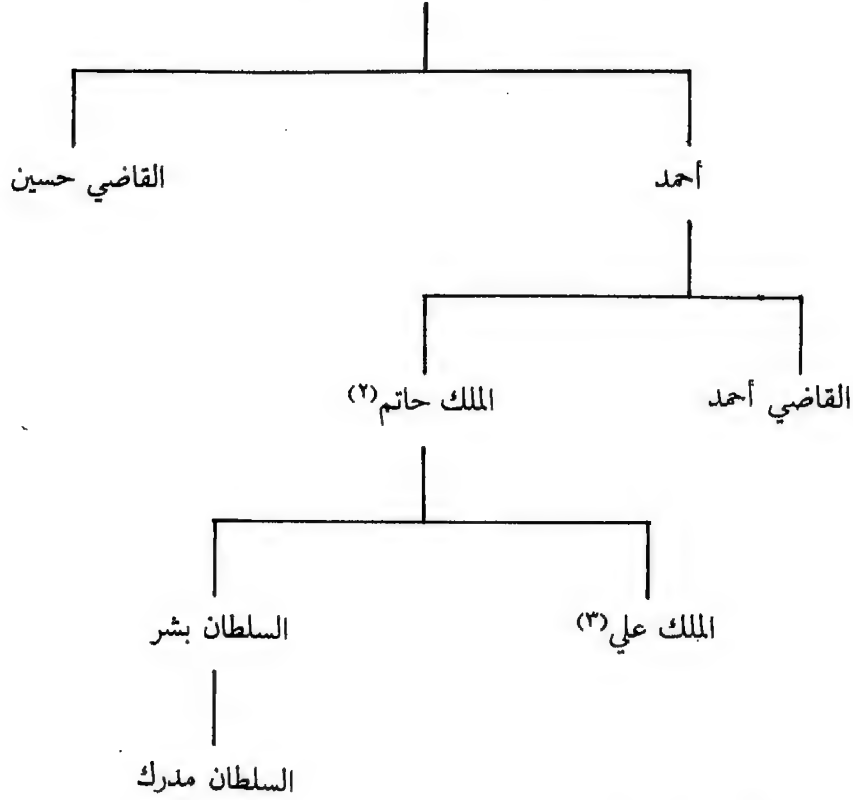 أحمد القاضي حسين
القاضي أحمد الملك حاتم(٢)
الملك علي(٣) السلطان بشر
السلطان مدرك